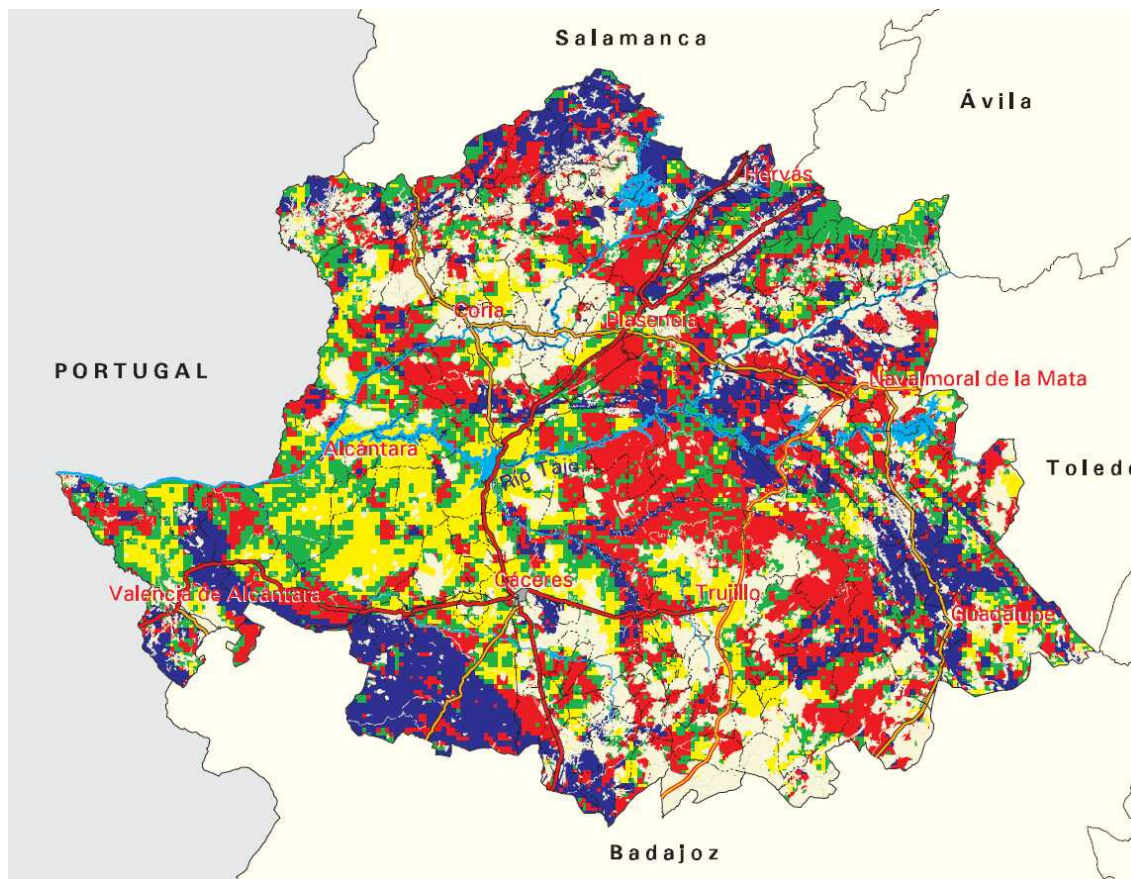 Salamanca
Ávila
Hervás
Coria
Plasencia
PORTUGAL
Navalmoral de la Mata
Alcántara
Toledo
Río Tajo
Cáceres
Valencia de Alcántara
Trujillo
Guadalupe
Badajoz